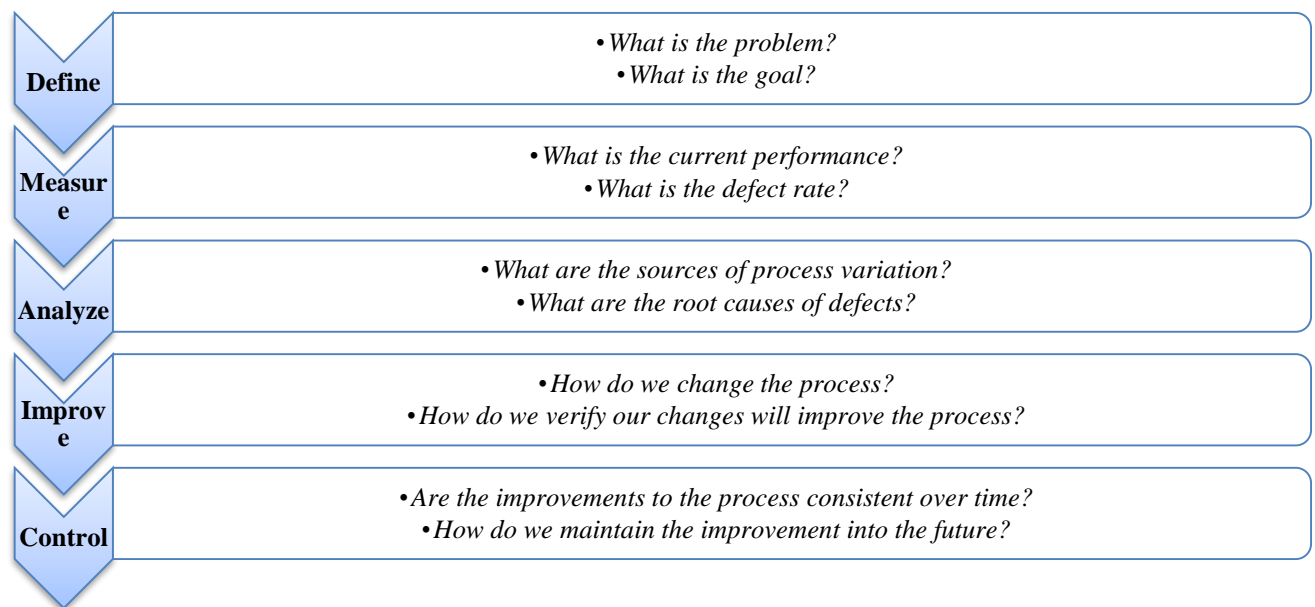 Define
•What is the problem?
•What is the goal?
Measur
e
•What is the current performance?
•What is the defect rate?
Analyze
•What are the sources of process variation?
•What are the root causes of defects?
Improv
e
•How do we change the process?
•How do we verify our changes will improve the process?
Control
•Are the improvements to the process consistent over time?
•How do we maintain the improvement into the future?